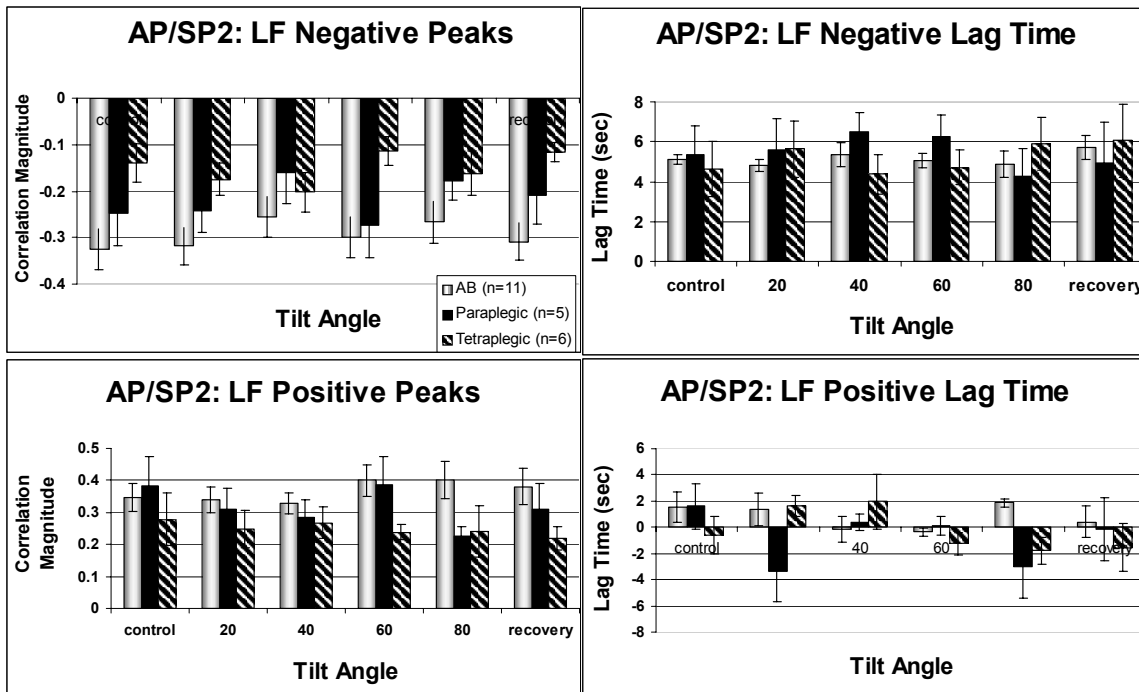 AP/SP2: LF Negative Peaks
Correlation Magnitude
0
-0.1
-0.2
-0.3
-0.4
recovery
Tilt Angle
AB (n=11)
Paraplegic (n=5)
Tetraplegic (n=6)
AP/SP2: LF Negative Lag Time
Lag Time (sec)
8
6
4
2
0
control 20 40 60 80 recovery
Tilt Angle
AP/SP2: LF Positive Peaks
Correlation
Magnitude
0.5
0.4
0.3
0.2
0.1
0
control 20 40 60 80 recovery
Tilt Angle
AP/SP2: LF Positive Lag Time
Lag Time (sec)
6
4
2
0
-2
-4
-6
-8
control 40 60 recovery
Tilt Angle